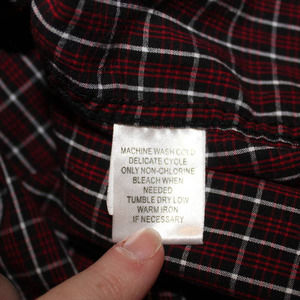 MACHINE WASH COLD
DELICATE CYCLE
ONLY NON-CHLORINE
BLEACH WHEN
NEEDED
TUMBLE DRY LOW
WARM IRON
IF NECESSARY